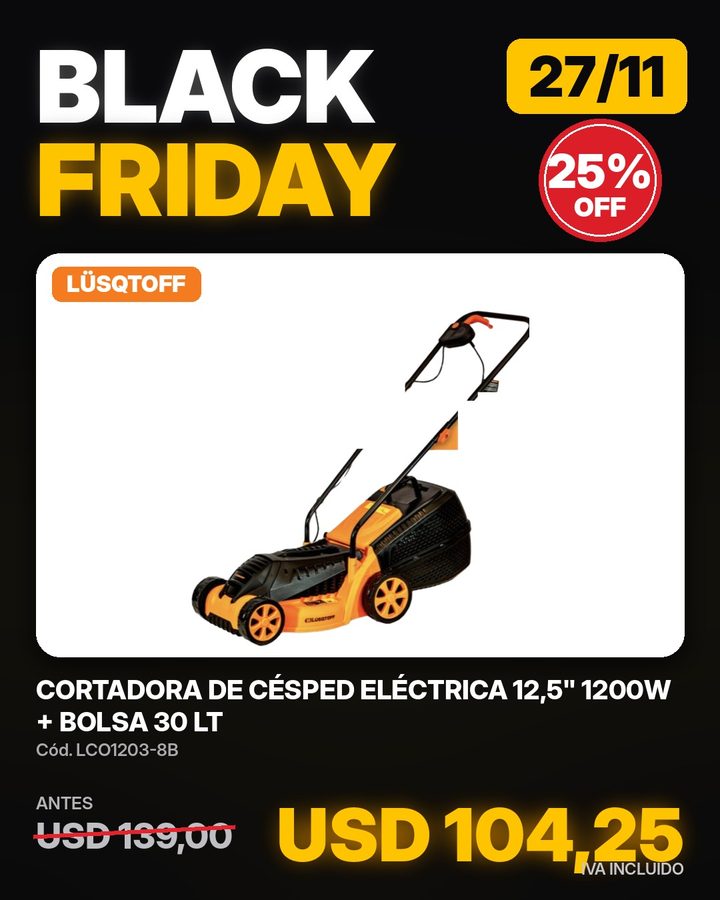 BLACK
FRIDAY
27/11
25%
OFF
LÜSQTOFF
LÜSQTOFF
CORTADORA DE CÉSPED ELÉCTRICA 12,5" 1200W
+ BOLSA 30 LT
Cód. LCO1203-8B
ANTES
USD 139,00
USD 104,25
IVA INCLUIDO